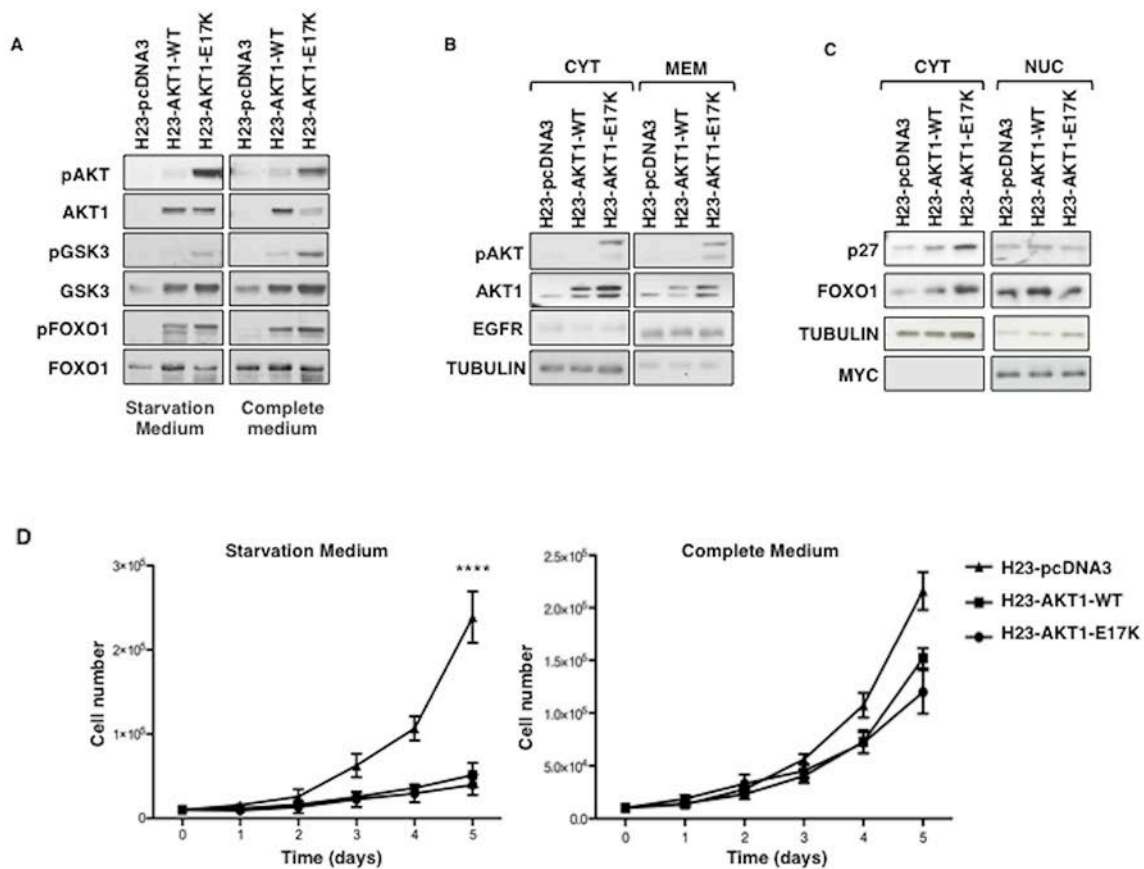 A
H23-pcDNA3
H23-AKT1-WT
H23-AKT1-E17K
H23-pcDNA3
H23-AKT1-WT
H23-AKT1-E17K
pAKT
AKT1
pGSK3
GSK3
pFOXO1
FOXO1
Starvation
Medium
Complete
medium
B
CYT
MEM
H23-pcDNA3
H23-AKT1-WT
H23-AKT1-E17K
H23-pcDNA3
H23-AKT1-WT
H23-AKT1-E17K
pAKT
AKT1
EGFR
TUBULIN
C
CYT
NUC
H23-pcDNA3
H23-AKT1-WT
H23-AKT1-E17K
H23-pcDNA3
H23-AKT1-WT
H23-AKT1-E17K
p27
FOXO1
TUBULIN
MYC
D
Starvation Medium
****
3×10⁵
2×10⁵
1×10⁵
0
Cell number
0 1 2 3 4 5
Time (days)
Complete Medium
2.5×10⁵
2.0×10⁵
1.5×10⁵
1.0×10⁵
5.0×10⁴
0.0
Cell number
0 1 2 3 4 5
Time (days)
H23-pcDNA3
H23-AKT1-WT
H23-AKT1-E17K